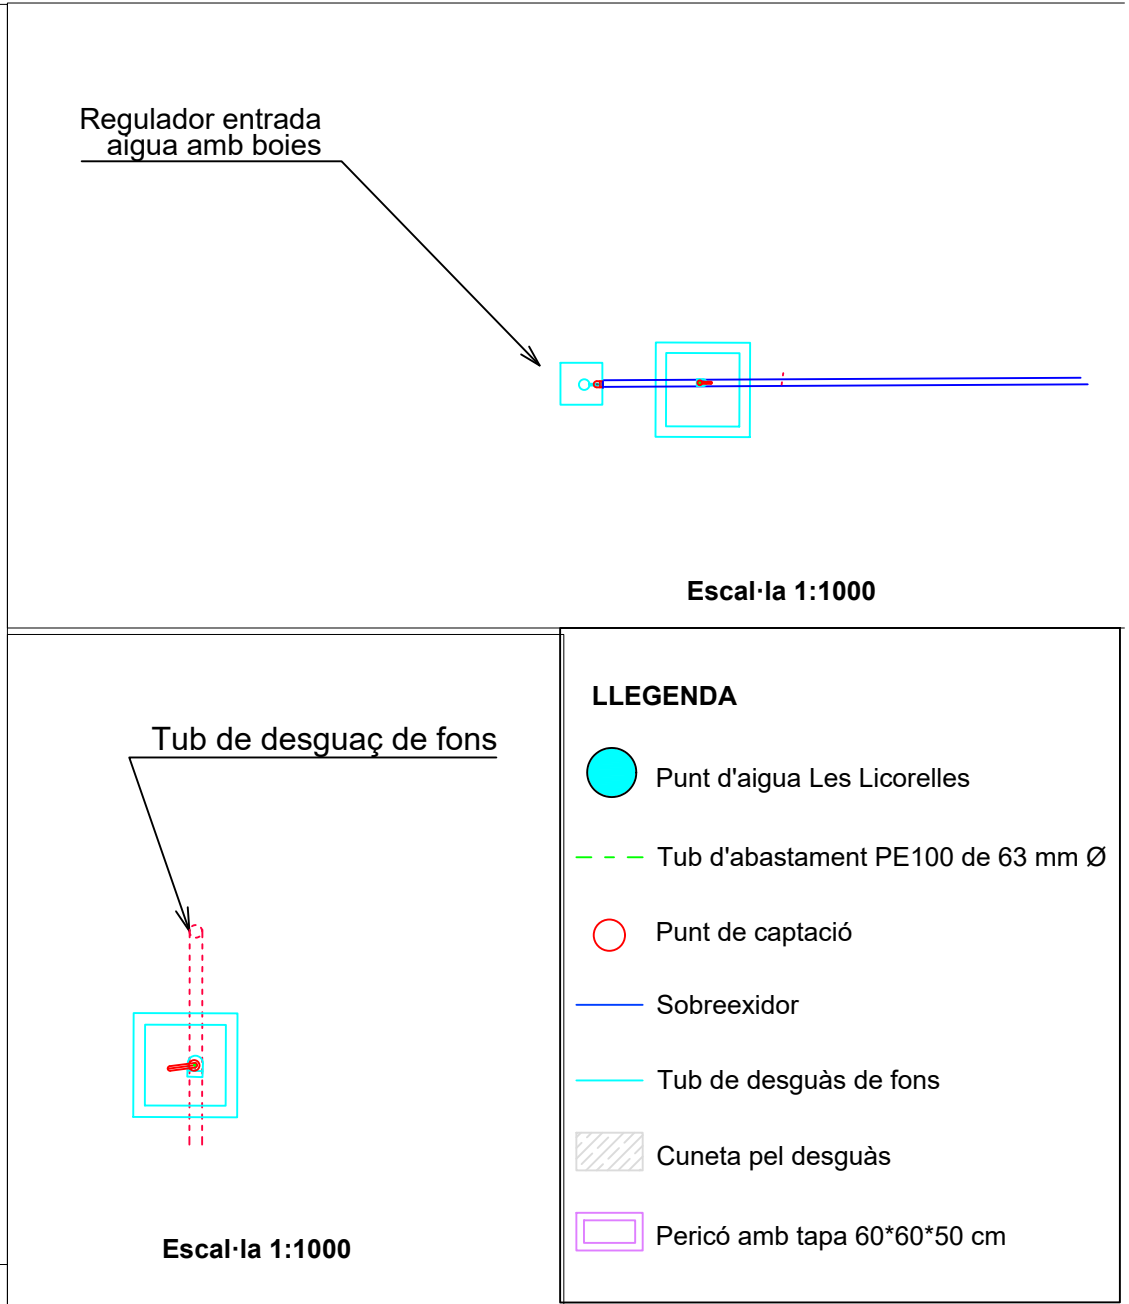 Regulador entrada
aigua amb boies
Escal·la 1:1000
Tub de desguaç de fons
Escal·la 1:1000
LLEGENDA
Punt d'aigua Les Licorelles
Tub d'abastament PE100 de 63 mm Ø
Punt de captació
Sobreexidor
Tub de desguàs de fons
Cuneta pel desguàs
Pericó amb tapa 60*60*50 cm